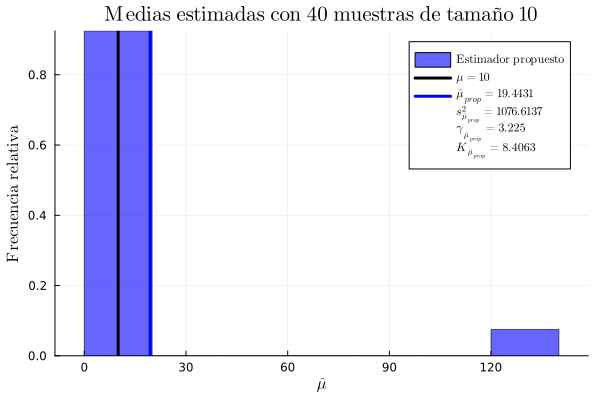 Medias estimadas con 40 muestras de tamaño 10
Frecuencia relativa
0.8
0.6
0.4
0.2
0.0
0 30 60 90 120
μ̂
Estimador propuesto
μ = 10
μ̂_prop = 19.4431
s²_μ̂_prop = 1076.6137
γ_μ̂_prop = 3.225
K_μ̂_prop = 8.4063